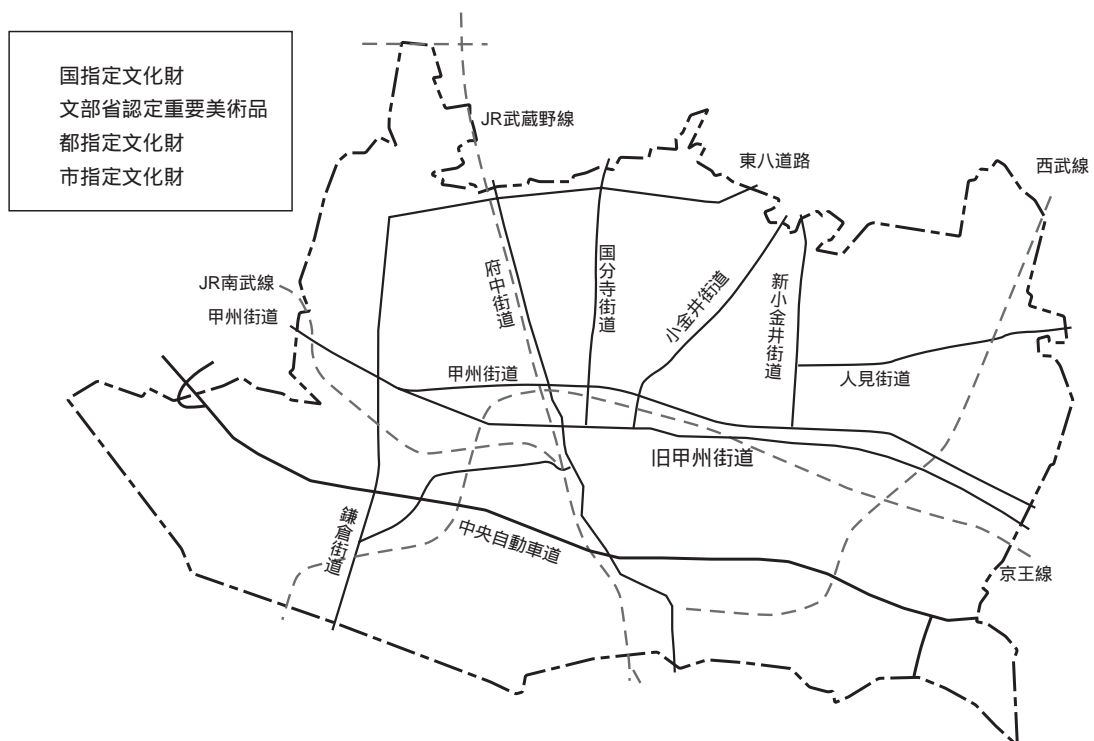 国指定文化財
文部省認定重要美術品
都指定文化財
市指定文化財
JR武蔵野線
東八道路
西武線
JR南武線
甲州街道
府中街道
国分寺街道
小金井街道
新小金井街道
人見街道
甲州街道
旧甲州街道
鎌倉街道
中央自動車道
京王線